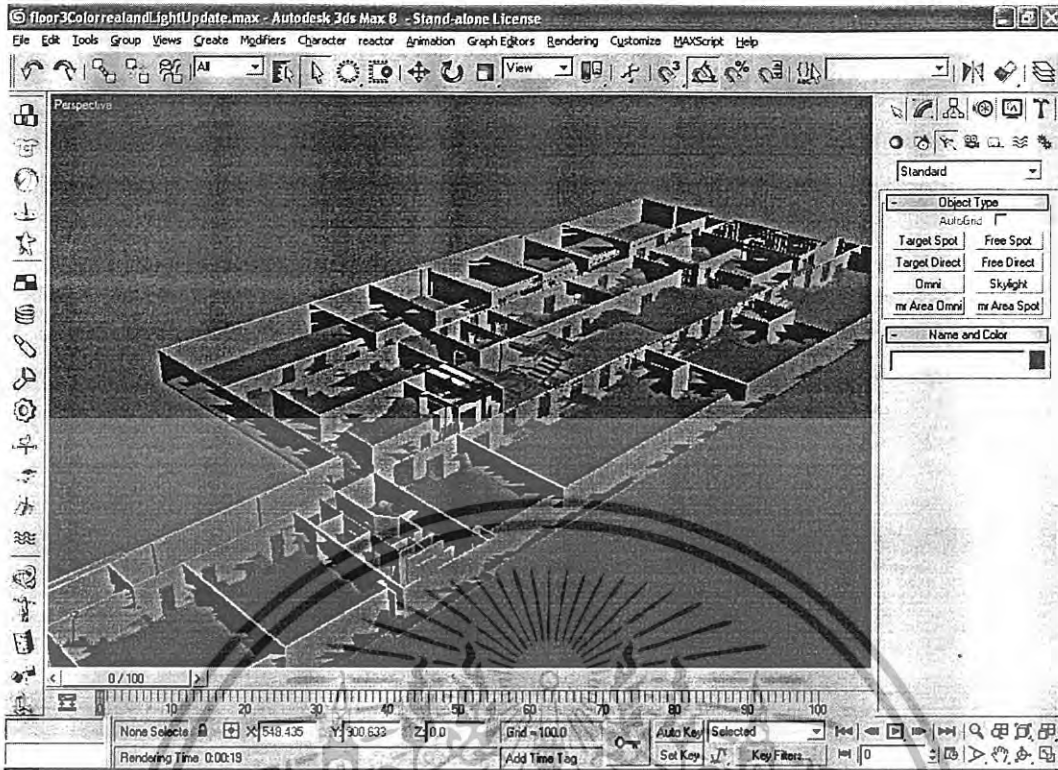 floor3ColorrealandLightUpdate.max - Autodesk 3ds Max 8 - Stand-alone License
File Edit Tools Group Views Create Modifiers Character reactor Animation Graph Editors Rendering Customize MAXScript Help
All View
Perspective
Standard
- Object Type
AutoGrid
Target Spot Free Spot
Target Direct Free Direct
Omni Skylight
mr Area Omni mr Area Spot
- Name and Color
0 / 100
0 10 20 30 40 50 60 70 80 90 100
None Selecte X: 548.435 Y: 300.633 Z: 0.0 Grid = 100.0 Auto Key Selected
Rendering Time 0:00:19 Add Time Tag Set Key Key Filters... 0